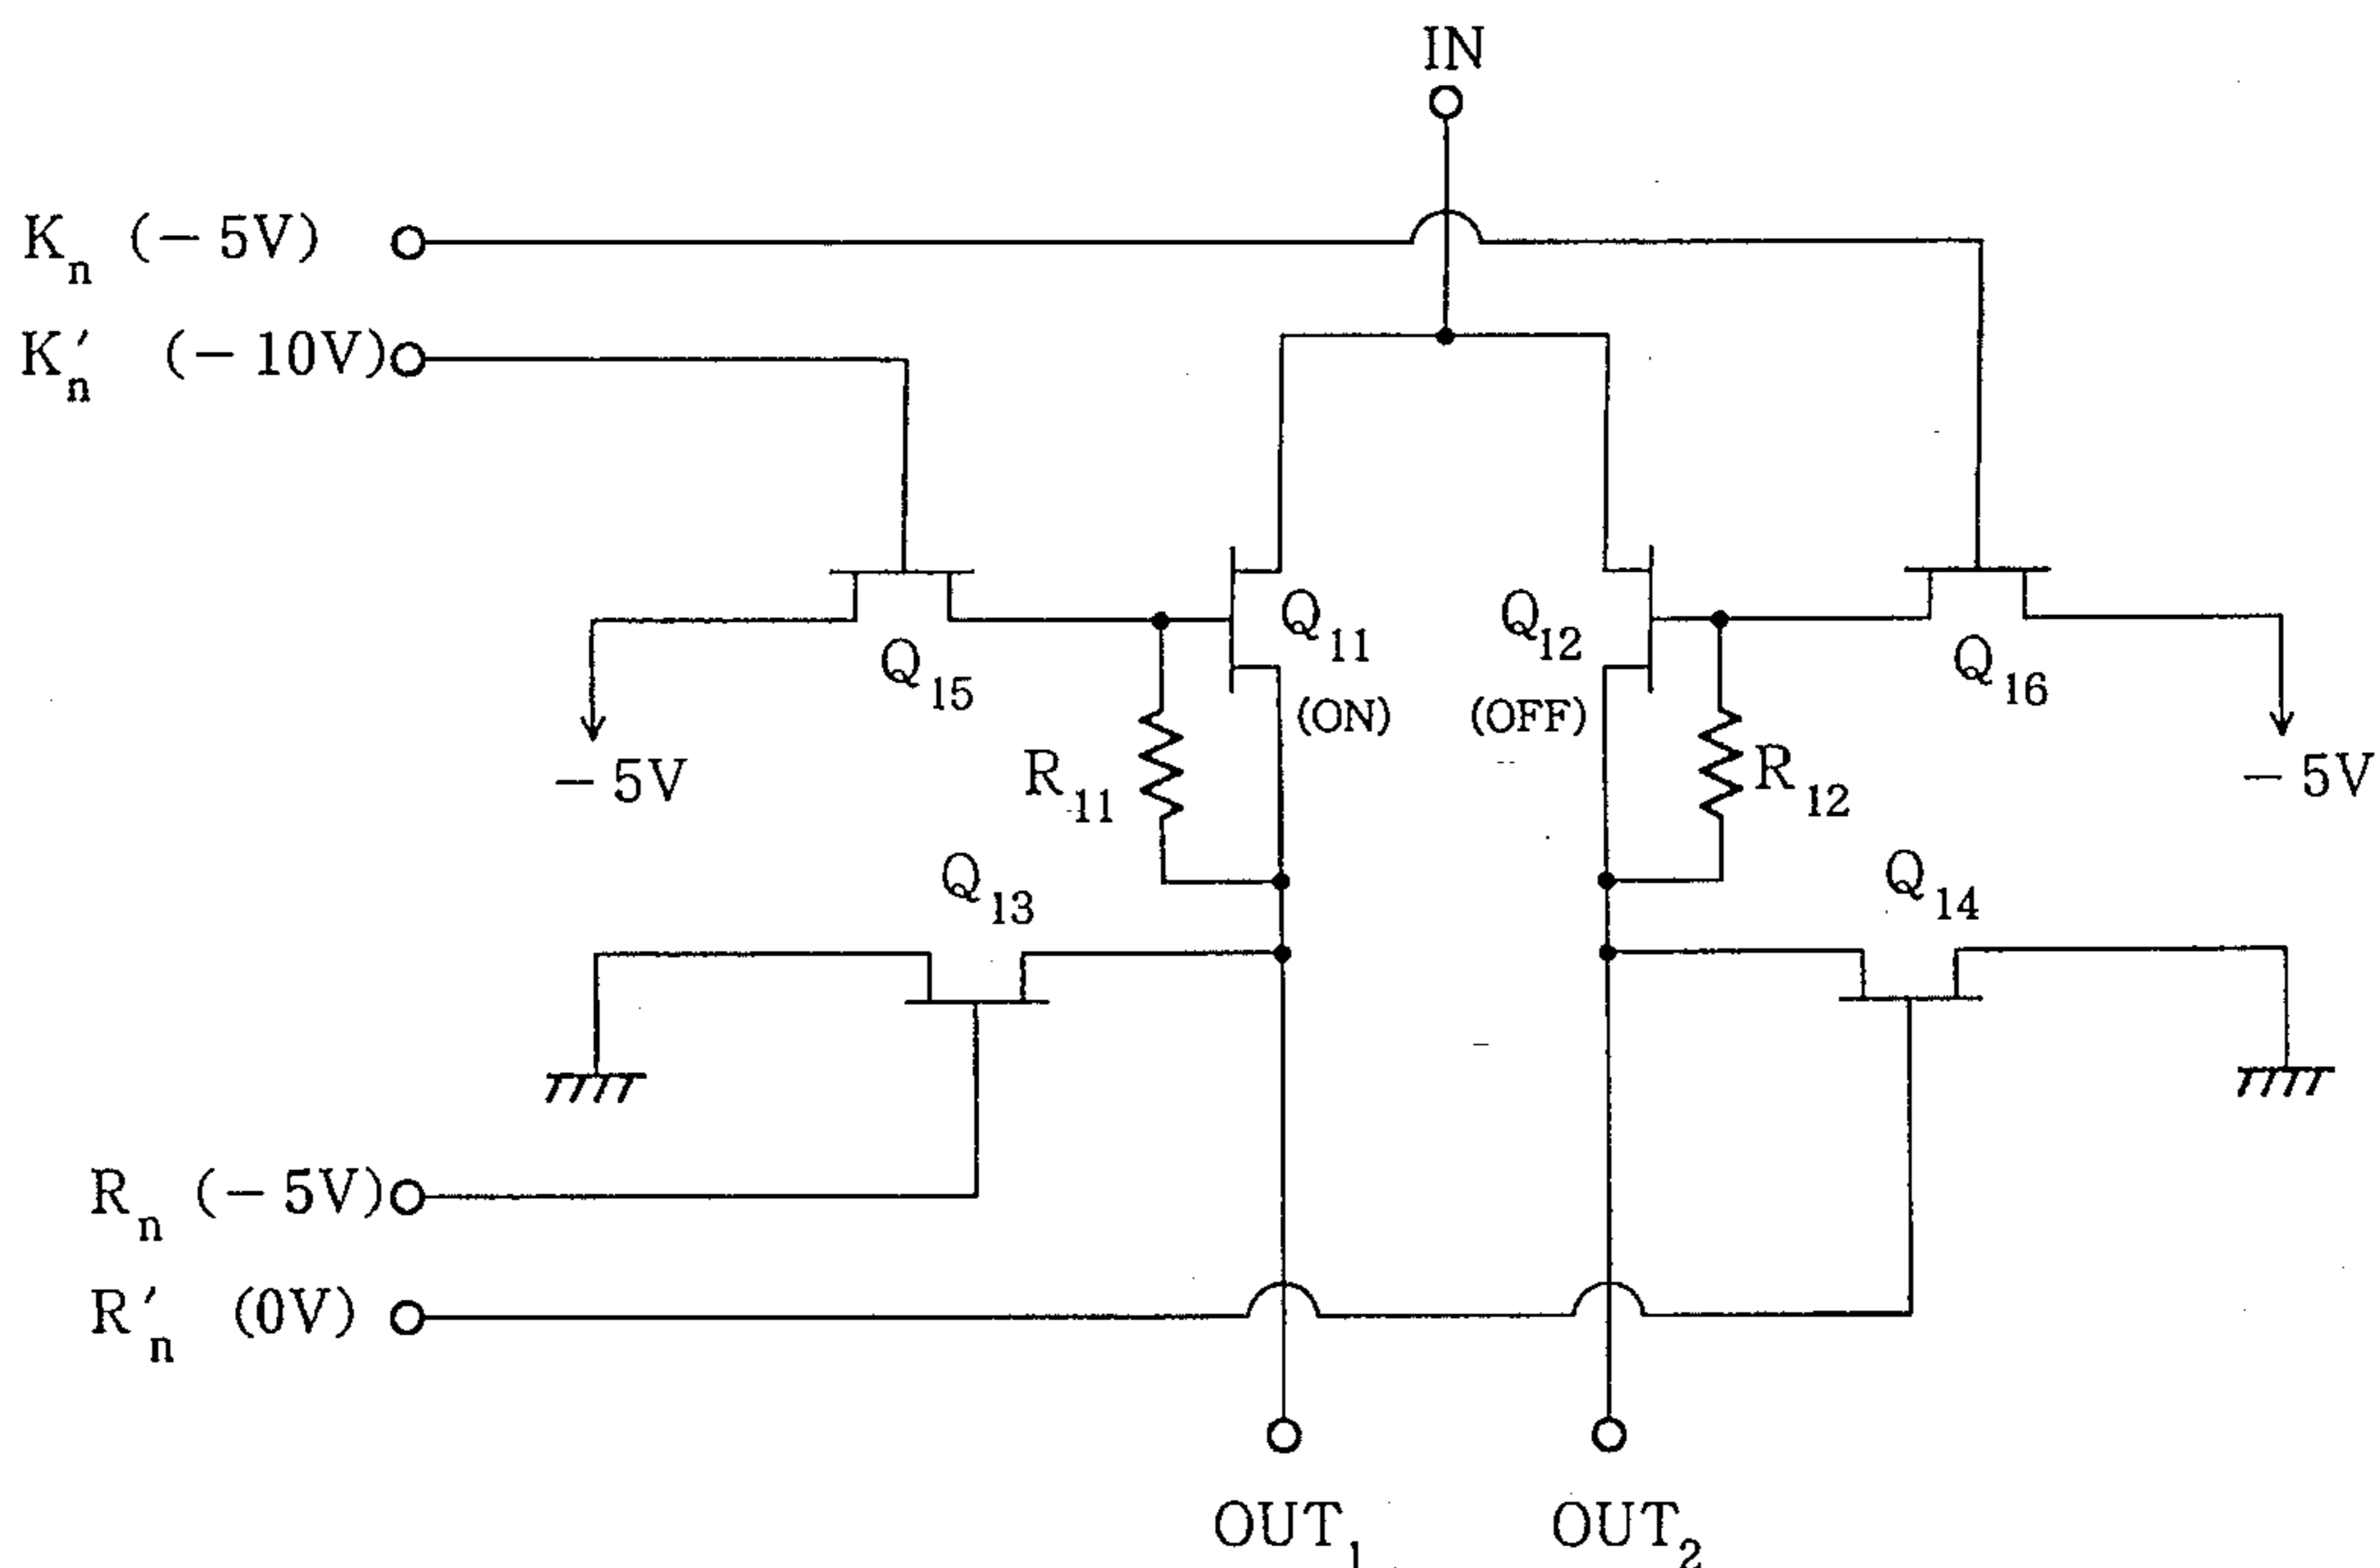 IN
Kₙ (−5V)
K′ₙ (−10V)
Q₁₁
(ON)
Q₁₂
(OFF)
Q₁₅
Q₁₆
−5V
R₁₁
R₁₂
−5V
Q₁₃
Q₁₄
Rₙ (−5V)
R′ₙ (0V)
OUT₁
OUT₂